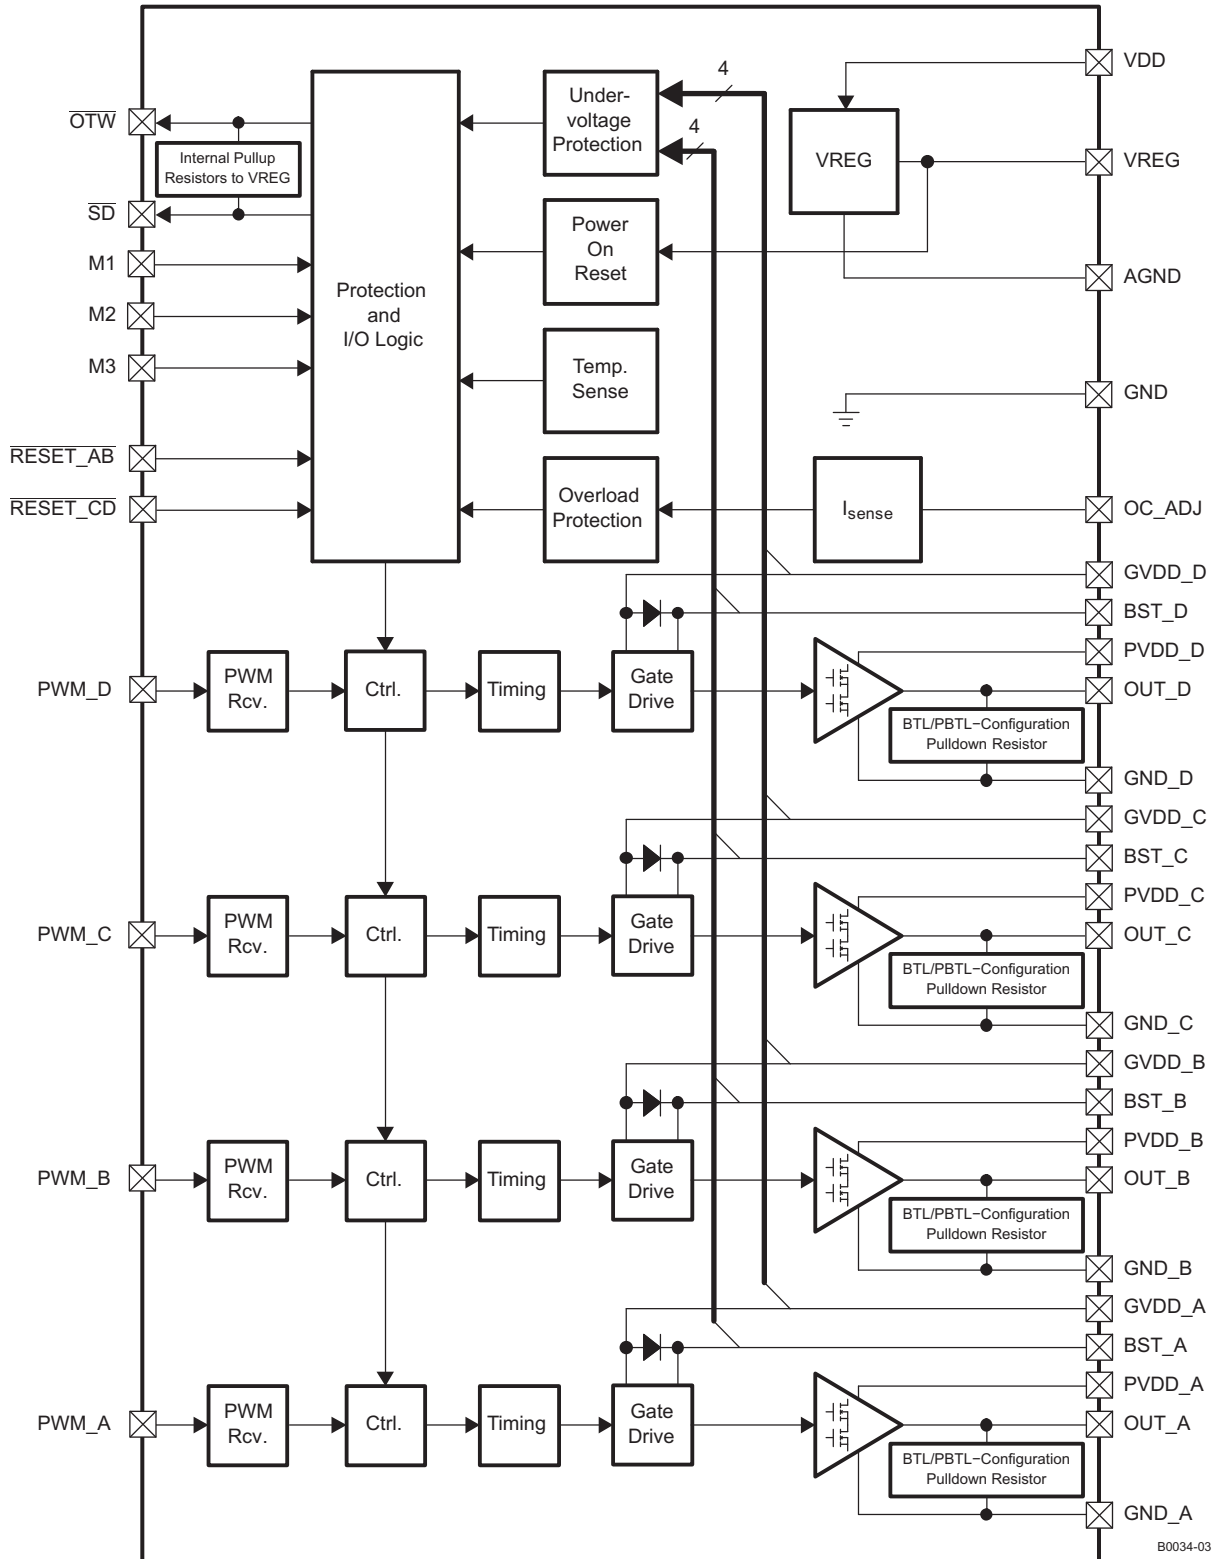 4
VDD
Under-
voltage
Protection
OTW
4
Internal Pullup
Resistors to VREG
VREG
VREG
SD
Power
On
Reset
M1
AGND
Protection
and
I/O Logic
M2
M3
Temp.
Sense
GND
RESET_AB
RESET_CD
Overload
Protection
Isense
OC_ADJ
GVDD_D
BST_D
PVDD_D
PWM_D
PWM
Rcv.
Ctrl.
Timing
Gate
Drive
OUT_D
BTL/PBTL−Configuration
Pulldown Resistor
GND_D
GVDD_C
BST_C
PVDD_C
PWM_C
PWM
Rcv.
Ctrl.
Timing
Gate
Drive
OUT_C
BTL/PBTL−Configuration
Pulldown Resistor
GND_C
GVDD_B
BST_B
PVDD_B
PWM_B
PWM
Rcv.
Ctrl.
Timing
Gate
Drive
OUT_B
BTL/PBTL−Configuration
Pulldown Resistor
GND_B
GVDD_A
BST_A
PVDD_A
PWM_A
PWM
Rcv.
Ctrl.
Timing
Gate
Drive
OUT_A
BTL/PBTL−Configuration
Pulldown Resistor
GND_A
B0034-03